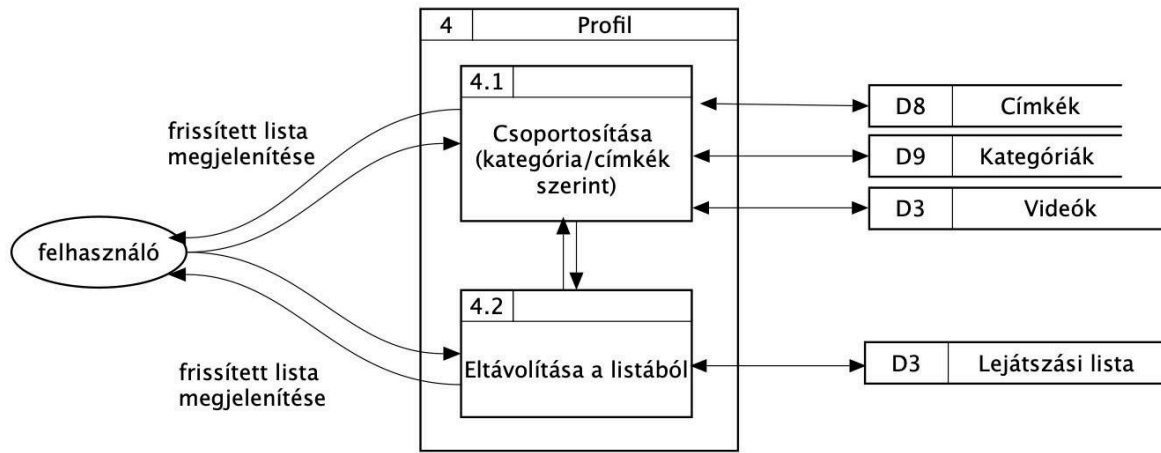 4 Profil
4.1
Csoportosítása
(kategória/címkék
szerint)
frissített lista
megjelenítése
felhasználó
D8 Címkék
D9 Kategóriák
D3 Videók
4.2
Eltávolítása a listából
frissített lista
megjelenítése
D3 Lejátszási lista